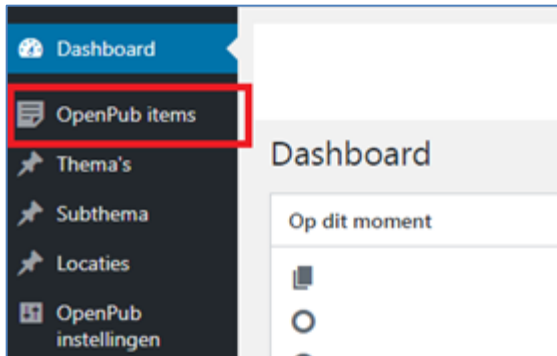 Dashboard
OpenPub items
Thema's
Subthema
Locaties
OpenPub
instellingen
Dashboard
Op dit moment